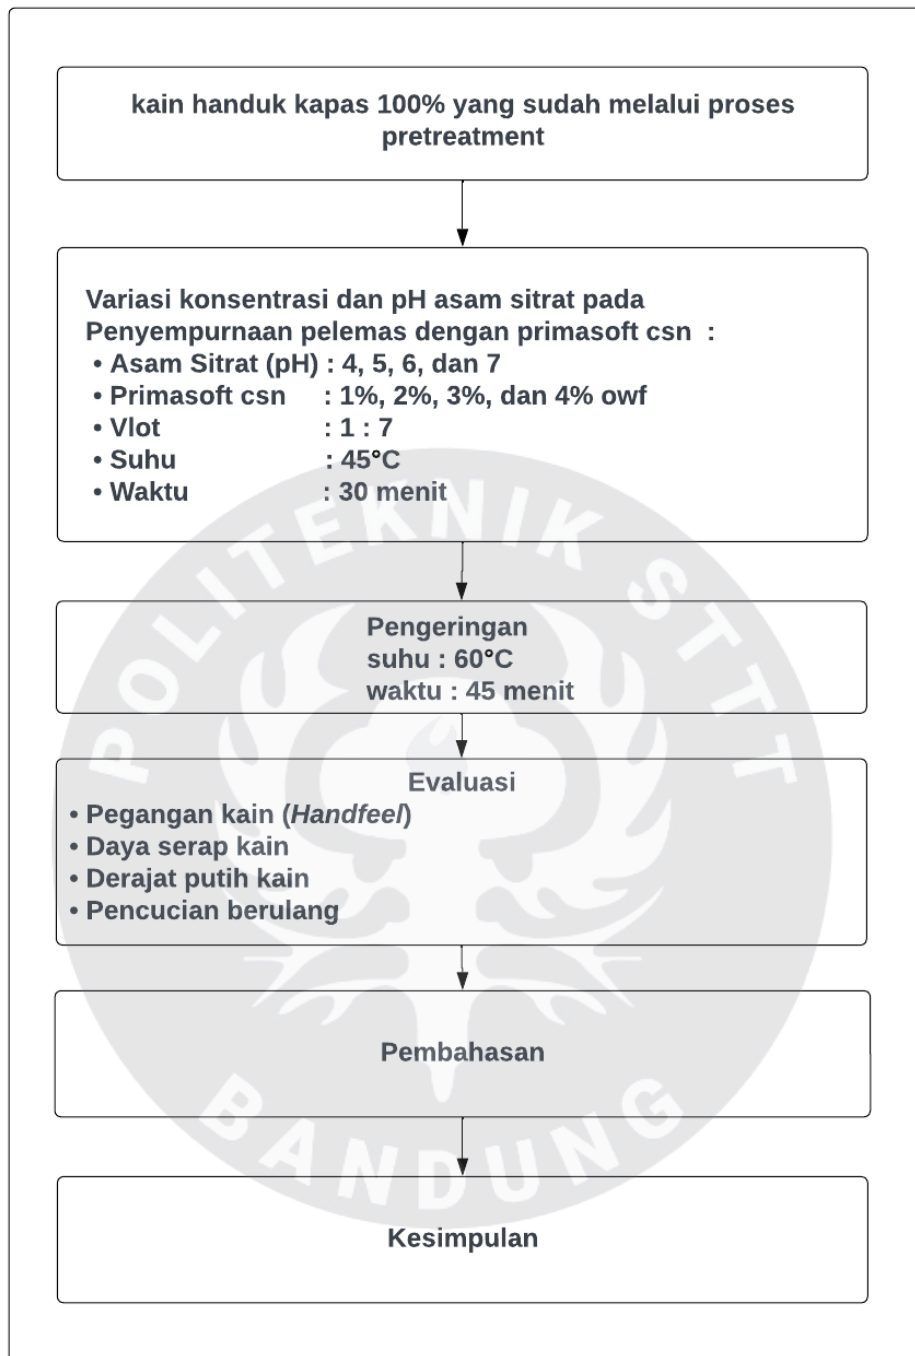 kain handuk kapas 100% yang sudah melalui proses
pretreatment
Variasi konsentrasi dan pH asam sitrat pada
Penyempurnaan pelemas dengan primasoft csn :
• Asam Sitrat (pH) : 4, 5, 6, dan 7
• Primasoft csn : 1%, 2%, 3%, dan 4% owf
• Vlot : 1 : 7
• Suhu : 45°C
• Waktu : 30 menit
Pengeringan
suhu : 60°C
waktu : 45 menit
Evaluasi
• Pegangan kain (Handfeel)
• Daya serap kain
• Derajat putih kain
• Pencucian berulang
Pembahasan
Kesimpulan
POLITEKNIK STTT
BANDUNG